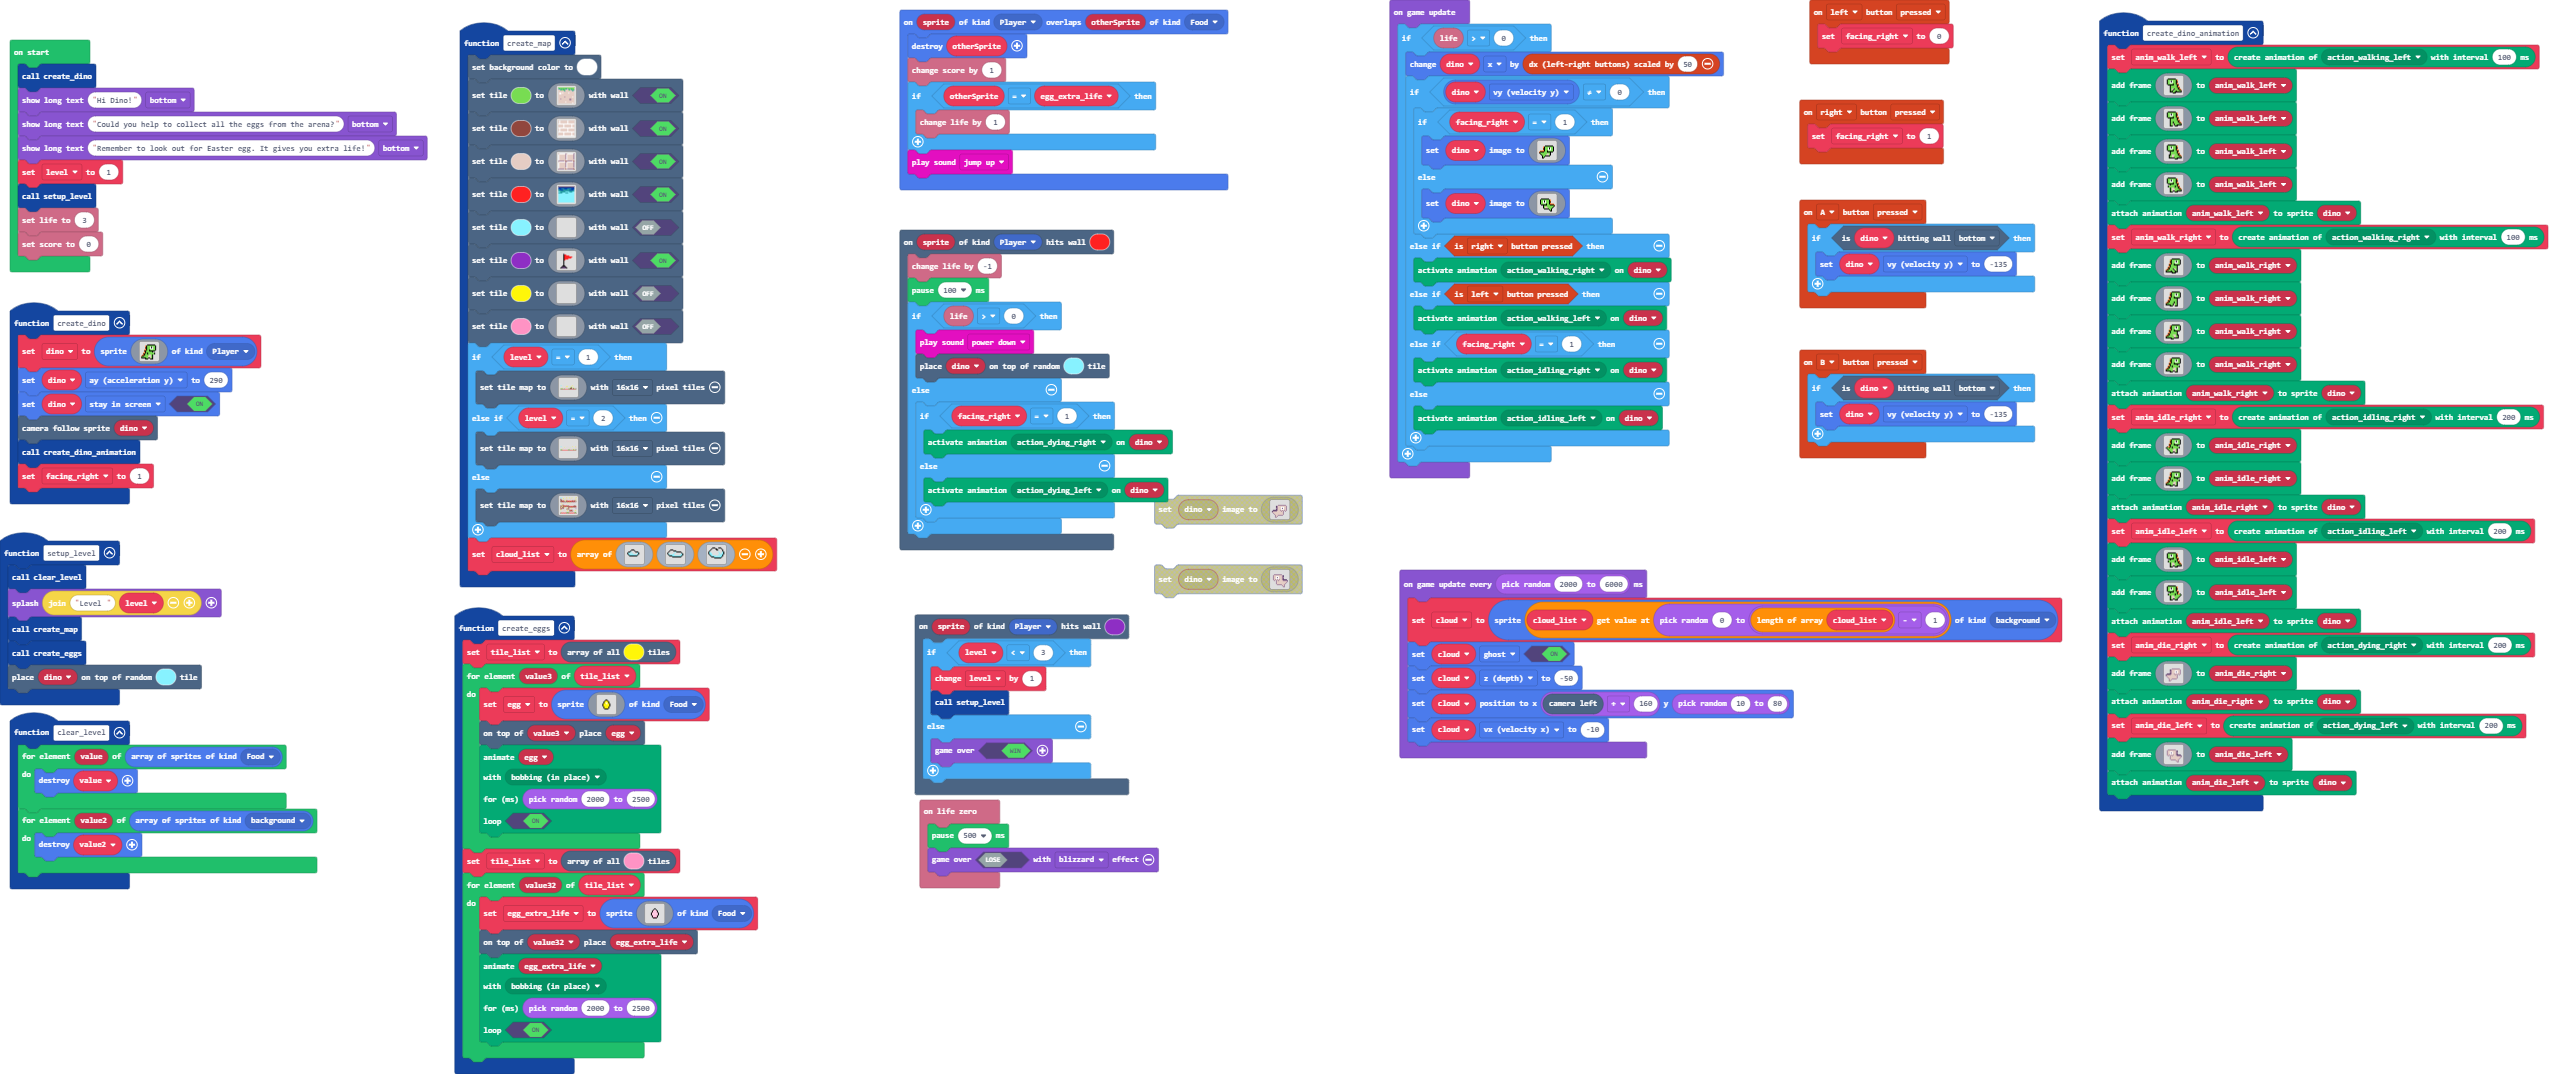 on start
call create_dino
show long text "Hi Dino!" bottom
show long text "Could you help to collect all the eggs from the arena?" bottom
show long text "Remember to look out for Easter egg. It gives you extra life!" bottom
set level to 1
call setup_level
set life to 3
set score to 0
function create_dino
set dino to sprite of kind Player
set dino ay (acceleration y) to 290
set dino stay in screen ON
camera follow sprite dino
call create_dino_animation
set facing_right to 1
function setup_level
call clear_level
splash join "Level " level
call create_map
call create_eggs
place dino on top of random tile
function clear_level
for element value of array of sprites of kind Food
do
destroy value
for element value2 of array of sprites of kind background
do
destroy value2
function create_map
set background color to
set tile to with wall ON
set tile to with wall ON
set tile to with wall ON
set tile to with wall ON
set tile to with wall OFF
set tile to with wall ON
set tile to with wall OFF
set tile to with wall OFF
if level = 1 then
set tile map to with 16x16 pixel tiles
else if level = 2 then
set tile map to with 16x16 pixel tiles
else
set tile map to with 16x16 pixel tiles
set cloud_list to array of
function create_eggs
set tile_list to array of all tiles
for element value3 of tile_list
do
set egg to sprite of kind Food
on top of value3 place egg
animate egg
with bobbing (in place)
for (ms) pick random 2000 to 2500
loop ON
set tile_list to array of all tiles
for element value32 of tile_list
do
set egg_extra_life to sprite of kind Food
on top of value32 place egg_extra_life
animate egg_extra_life
with bobbing (in place)
for (ms) pick random 2000 to 2500
loop ON
on sprite of kind Player overlaps otherSprite of kind Food
destroy otherSprite
change score by 1
if otherSprite = egg_extra_life then
change life by 1
play sound jump up
on sprite of kind Player hits wall
change life by -1
pause 100 ms
if life > 0 then
play sound power down
place dino on top of random tile
else
if facing_right = 1 then
activate animation action_dying_right on dino
else
activate animation action_dying_left on dino
set dino image to
set dino image to
on sprite of kind Player hits wall
if level < 3 then
change level by 1
call setup_level
else
game over WIN
on life zero
pause 500 ms
game over LOSE with blizzard effect
on game update
if life > 0 then
change dino x by dx (left-right buttons) scaled by 50
if dino vy (velocity y) ≠ 0 then
if facing_right = 1 then
set dino image to
else
set dino image to
else if is right button pressed then
activate animation action_walking_right on dino
else if is left button pressed then
activate animation action_walking_left on dino
else if facing_right = 1 then
activate animation action_idling_right on dino
else
activate animation action_idling_left on dino
on game update every pick random 2000 to 6000 ms
set cloud to sprite cloud_list get value at pick random 0 to length of array cloud_list - 1 of kind background
set cloud ghost ON
set cloud z (depth) to -50
set cloud position to x camera left + 160 y pick random 10 to 80
set cloud vx (velocity x) to -10
on left button pressed
set facing_right to 0
on right button pressed
set facing_right to 1
on A button pressed
if is dino hitting wall bottom then
set dino vy (velocity y) to -135
on B button pressed
if is dino hitting wall bottom then
set dino vy (velocity y) to -135
function create_dino_animation
set anim_walk_left to create animation of action_walking_left with interval 100 ms
add frame to anim_walk_left
add frame to anim_walk_left
add frame to anim_walk_left
add frame to anim_walk_left
attach animation anim_walk_left to sprite dino
set anim_walk_right to create animation of action_walking_right with interval 100 ms
add frame to anim_walk_right
add frame to anim_walk_right
add frame to anim_walk_right
add frame to anim_walk_right
attach animation anim_walk_right to sprite dino
set anim_idle_right to create animation of action_idling_right with interval 200 ms
add frame to anim_idle_right
add frame to anim_idle_right
attach animation anim_idle_right to sprite dino
set anim_idle_left to create animation of action_idling_left with interval 200 ms
add frame to anim_idle_left
add frame to anim_idle_left
attach animation anim_idle_left to sprite dino
set anim_die_right to create animation of action_dying_right with interval 200 ms
add frame to anim_die_right
attach animation anim_die_right to sprite dino
set anim_die_left to create animation of action_dying_left with interval 200 ms
add frame to anim_die_left
attach animation anim_die_left to sprite dino